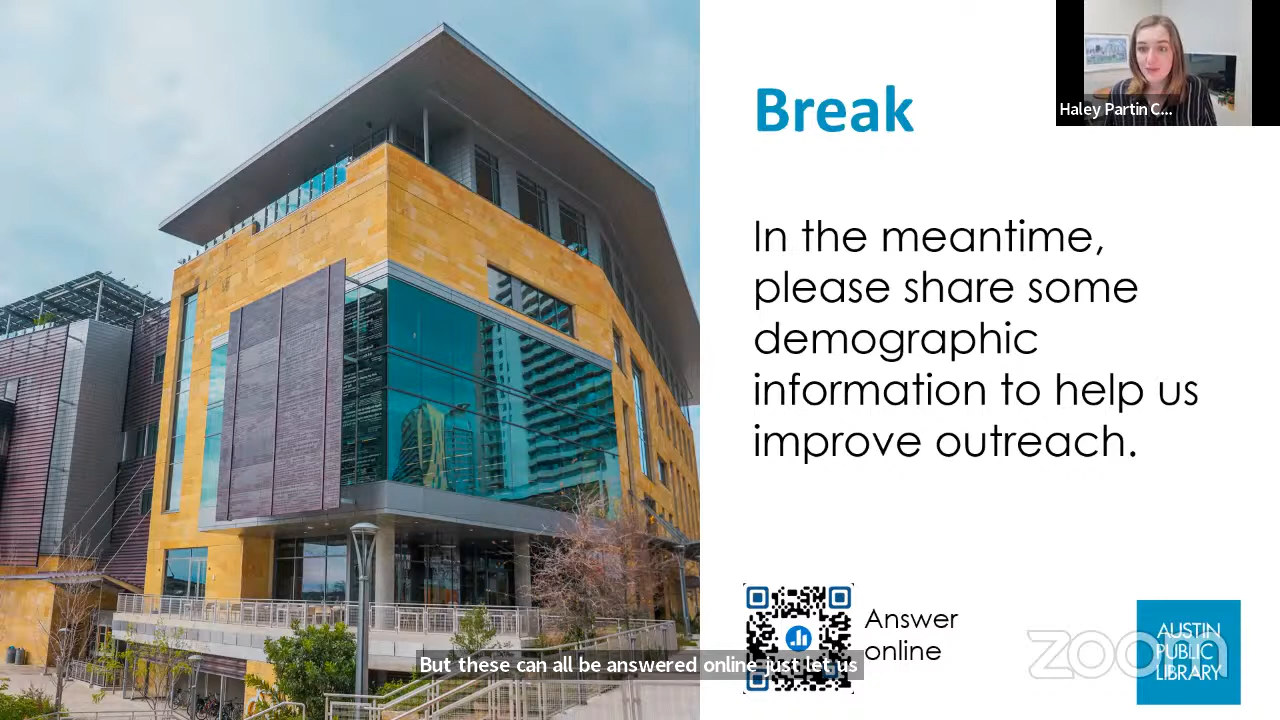 Break
Haley Partin C...
In the meantime,
please share some
demographic
information to help us
improve outreach.
Answer
online
But these can all be answered online just let us
zoom
AUSTIN
PUBLIC
LIBRARY